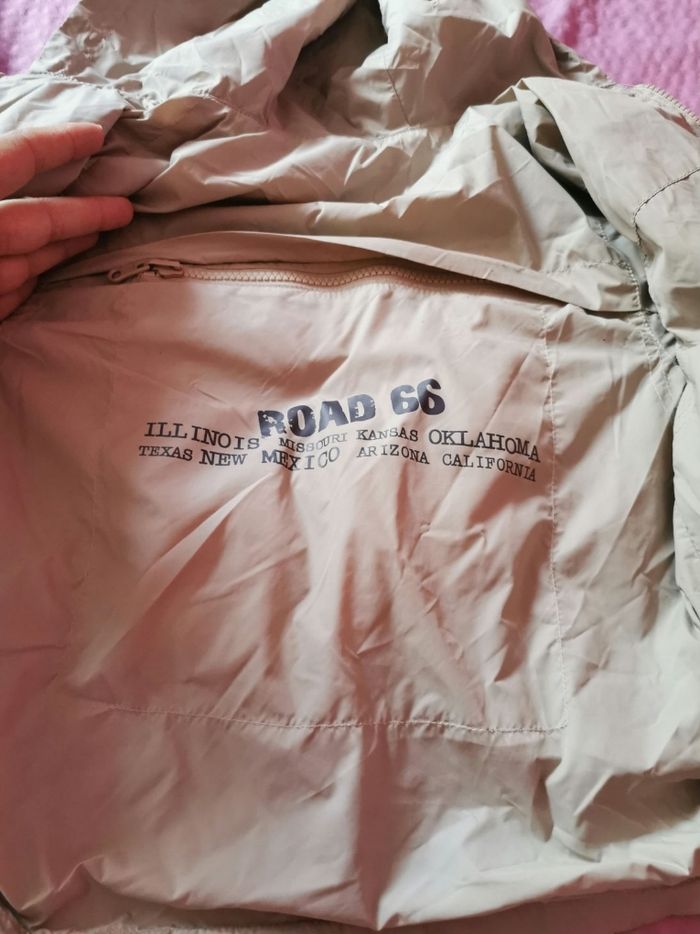 ROAD 66
ILLINOIS MISSOURI KANSAS OKLAHOMA
TEXAS NEW MEXICO ARIZONA CALIFORNIA